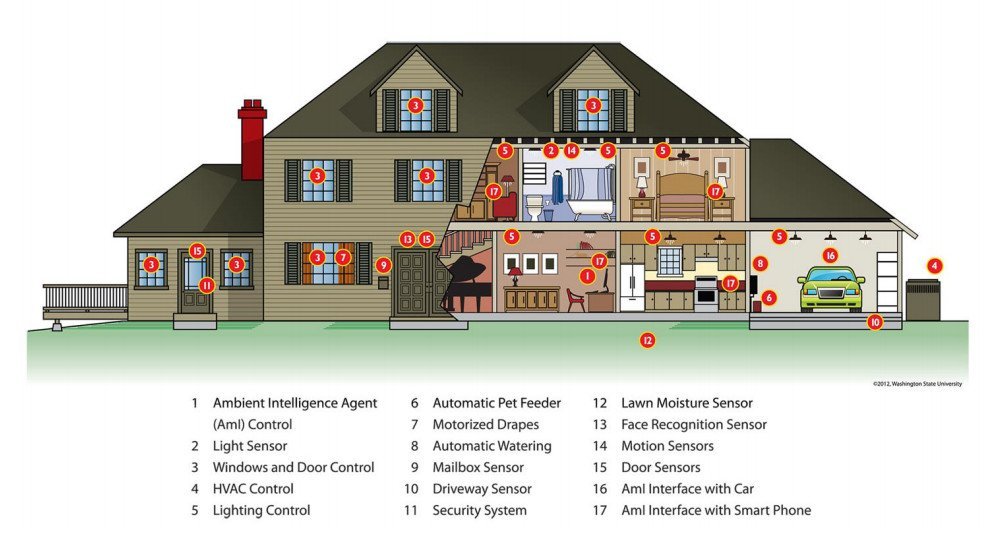 3 3
5 2 14 5 5
3 3 17 17
15 13 15 5 5 5
3 3 3 7 9 17 1 17 8 16 4
11 6
12 10
©2012, Washington State University
1 Ambient Intelligence Agent (AmI) Control
2 Light Sensor
3 Windows and Door Control
4 HVAC Control
5 Lighting Control
6 Automatic Pet Feeder
7 Motorized Drapes
8 Automatic Watering
9 Mailbox Sensor
10 Driveway Sensor
11 Security System
12 Lawn Moisture Sensor
13 Face Recognition Sensor
14 Motion Sensors
15 Door Sensors
16 AmI Interface with Car
17 AmI Interface with Smart Phone